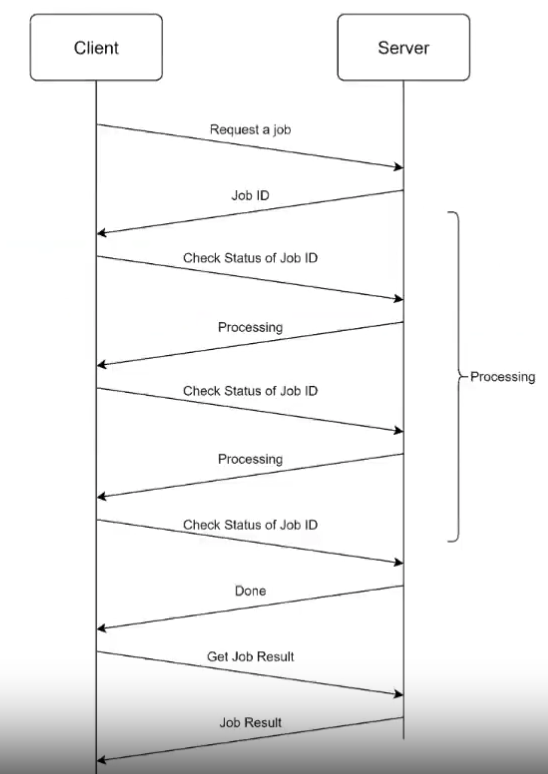 Client
Server
Request a job
Job ID
Check Status of Job ID
Processing
Processing
Check Status of Job ID
Processing
Check Status of Job ID
Done
Get Job Result
Job Result